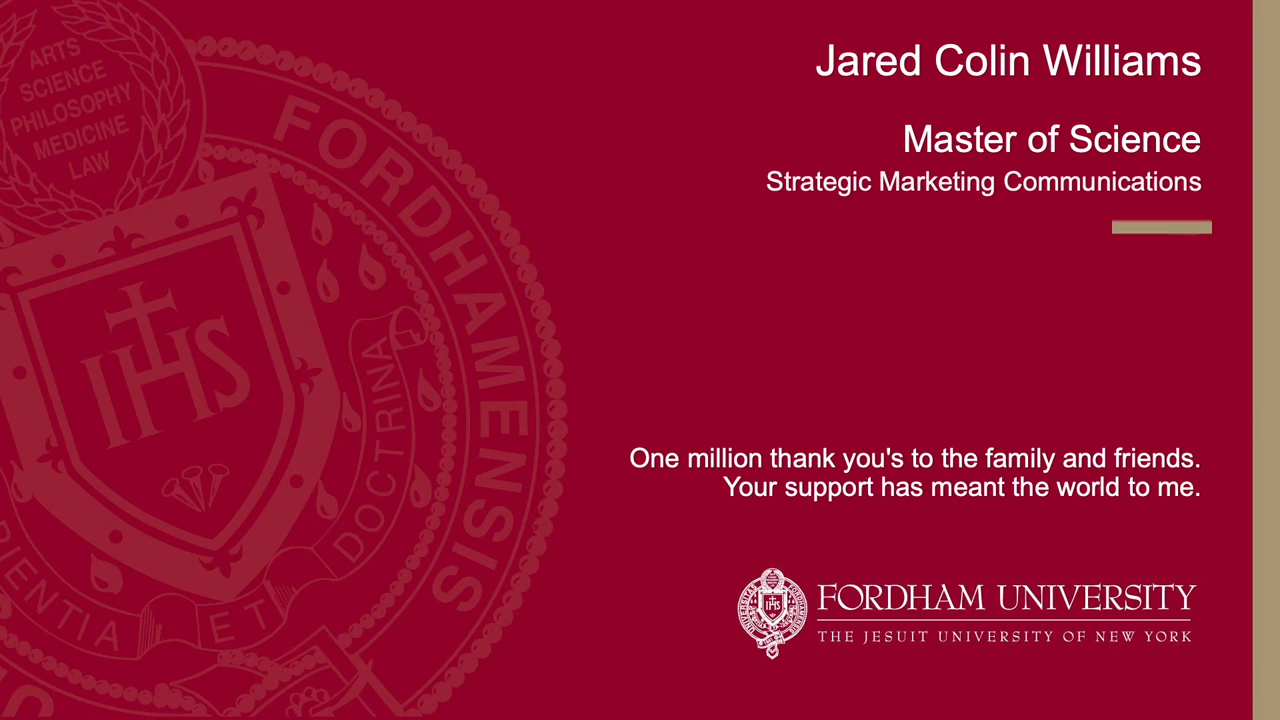 Jared Colin Williams
Master of Science
Strategic Marketing Communications
One million thank you's to the family and friends.
Your support has meant the world to me.
FORDHAM UNIVERSITY
THE JESUIT UNIVERSITY OF NEW YORK
ARTS
SCIENCE
PHILOSOPHY
MEDICINE
LAW
FORDHAMENSIS
IHS
DOCTRINA
ET